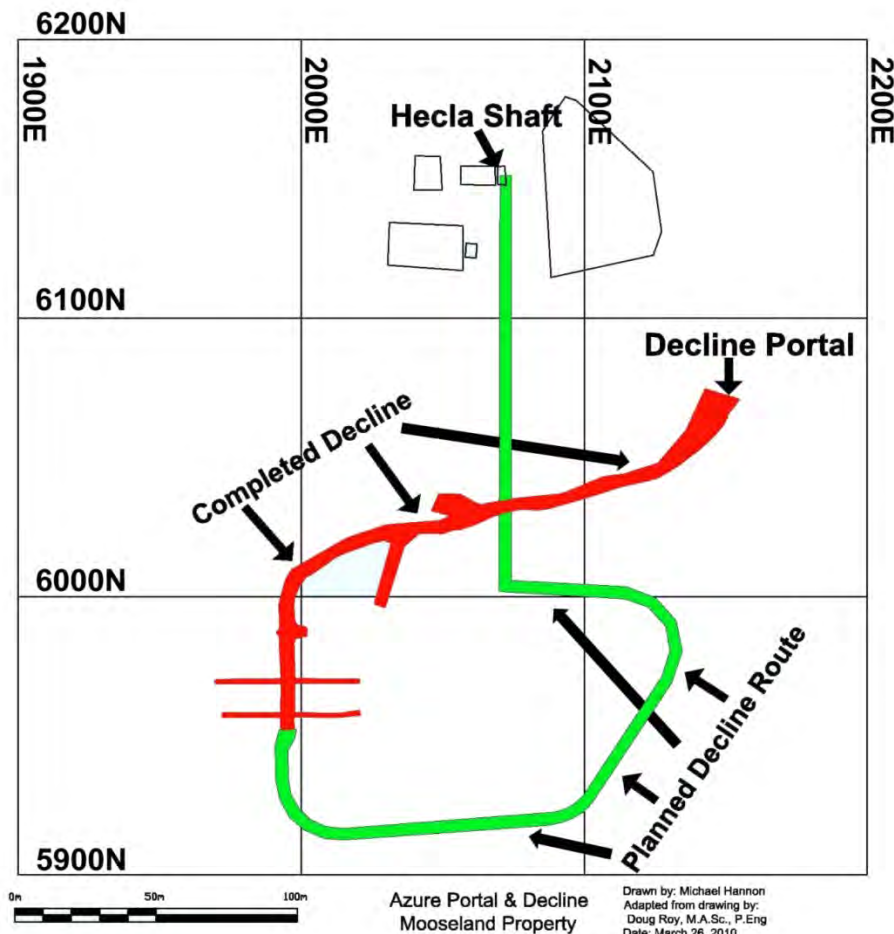 6200N
1900E
2000E
2100E
2200E
Hecla Shaft
6100N
Decline Portal
Completed Decline
6000N
Planned Decline Route
5900N
0m 50m 100m
Azure Portal & Decline
Mooseland Property
Drawn by: Michael Hannon
Adapted from drawing by:
Doug Roy, M.A.Sc., P.Eng
Date: March 26, 2010